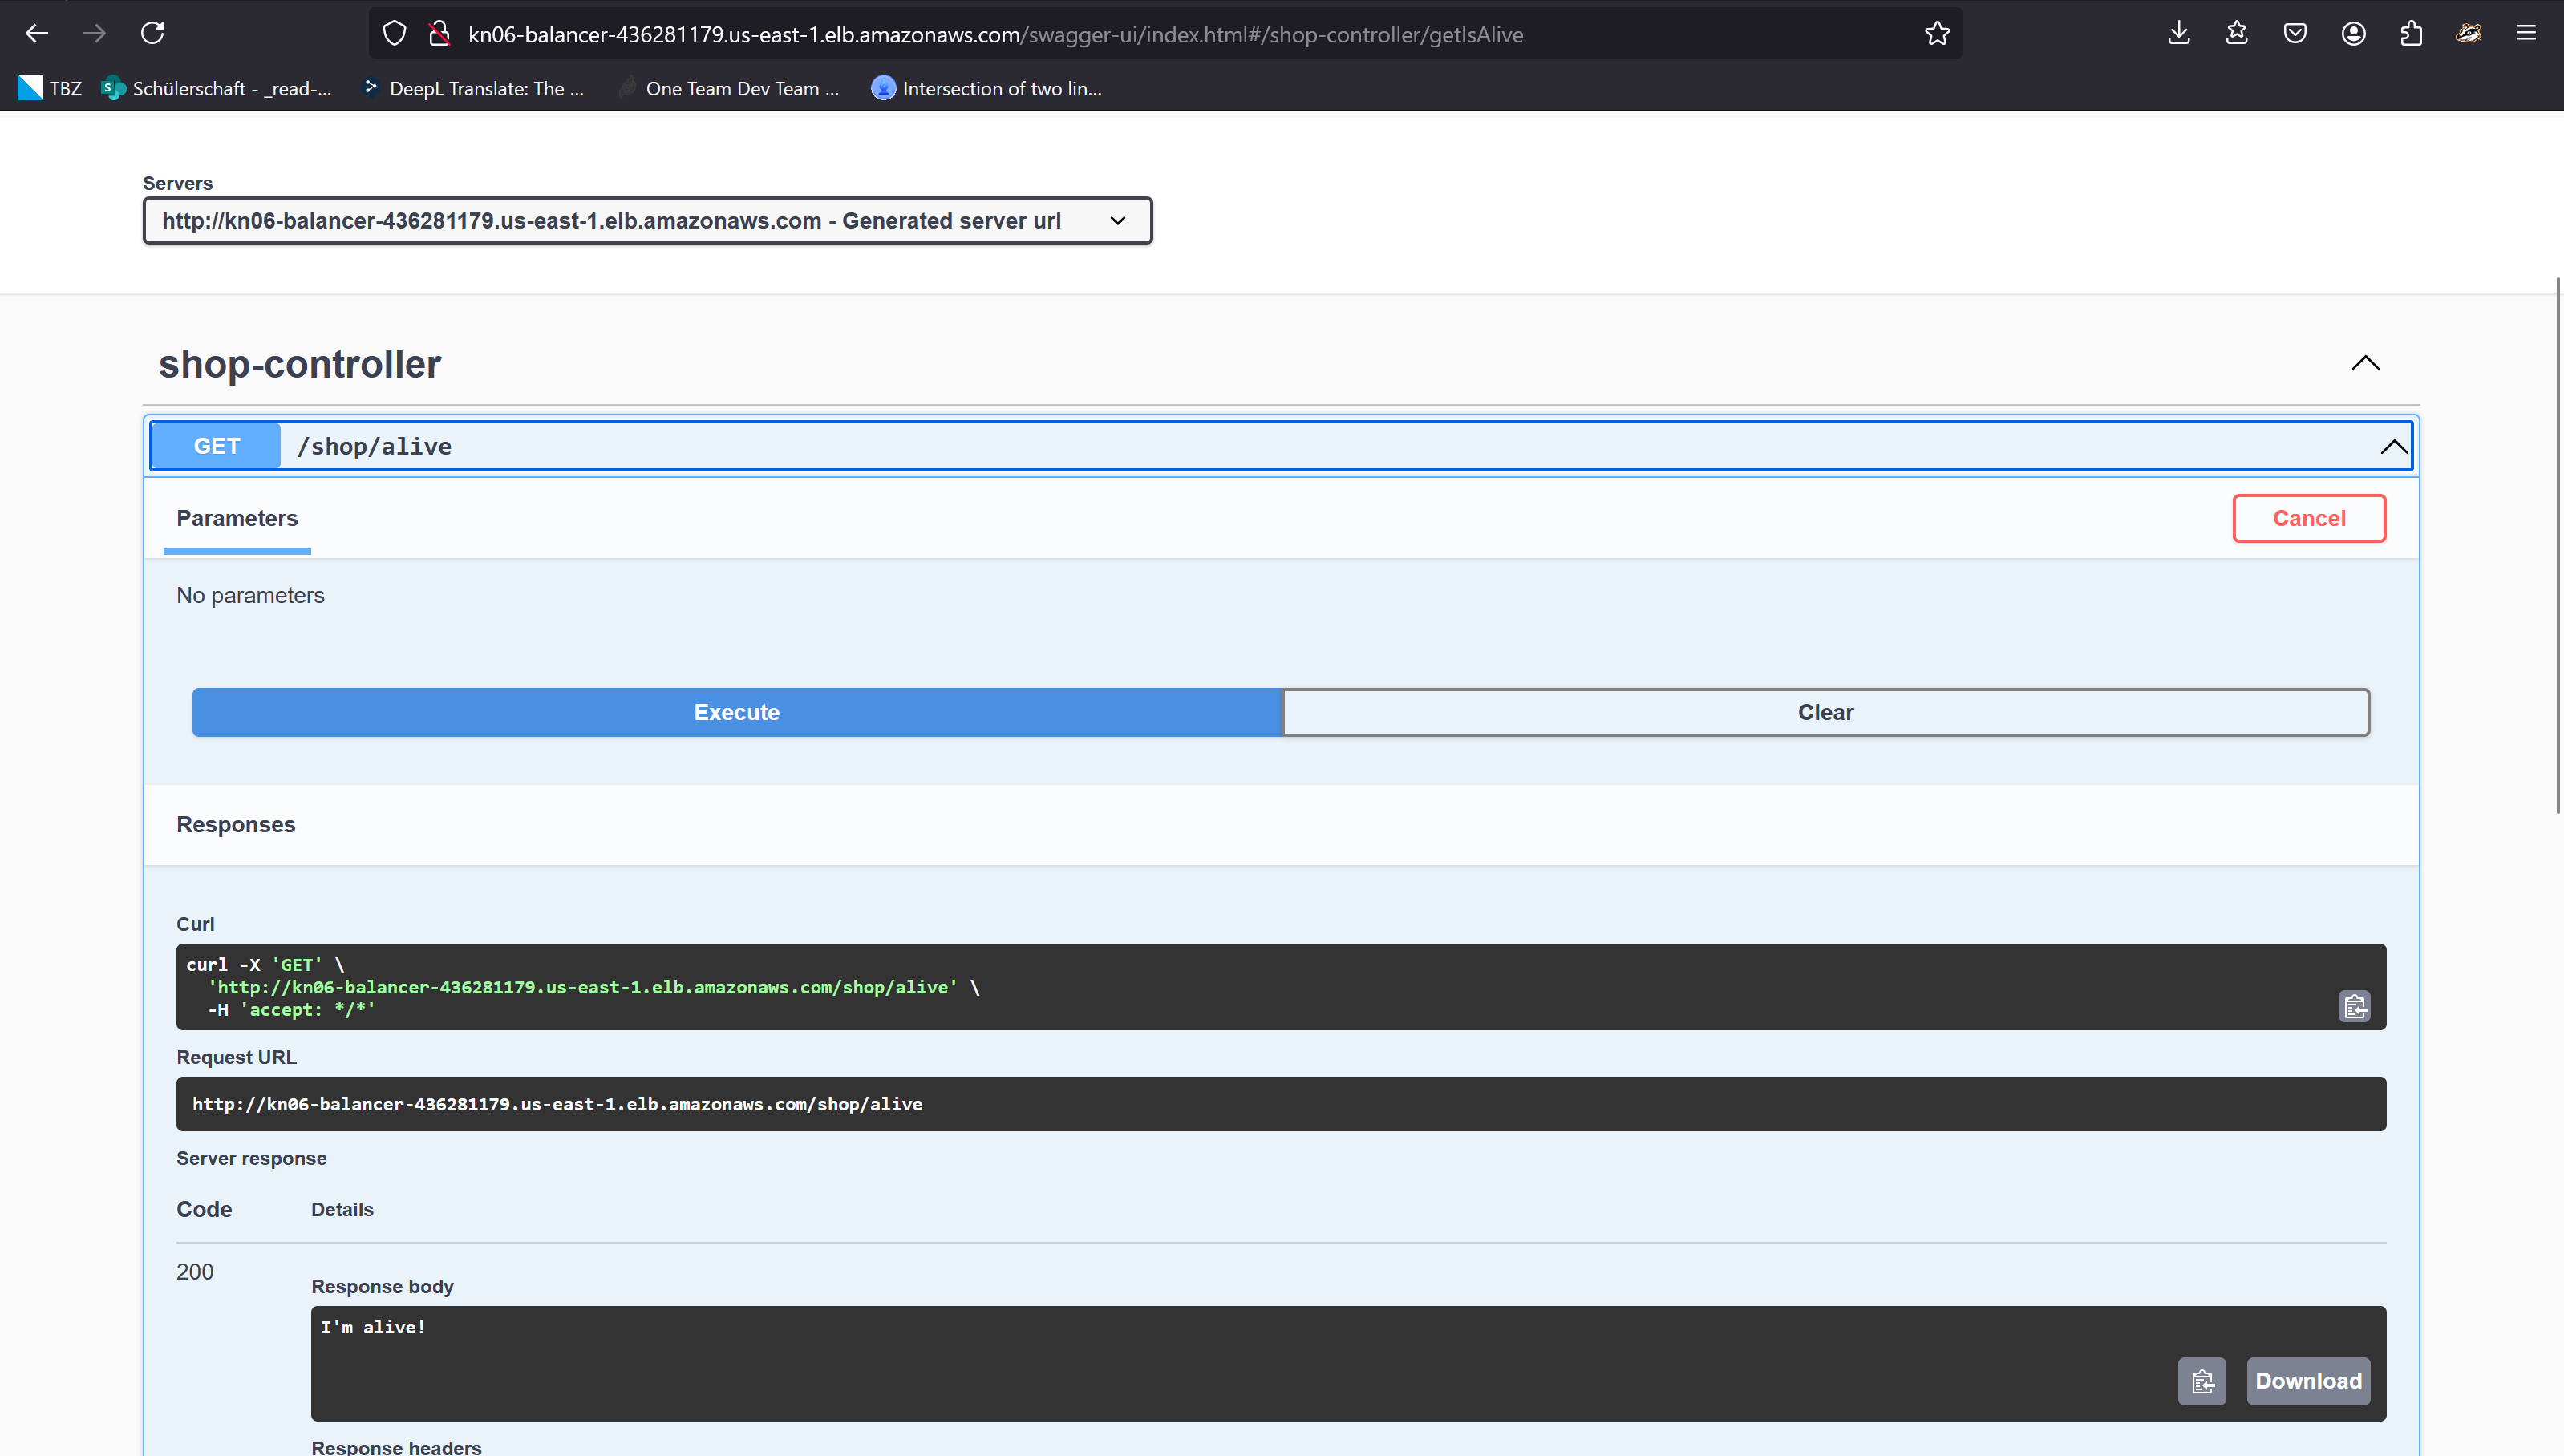 kn06-balancer-436281179.us-east-1.elb.amazonaws.com/swagger-ui/index.html#/shop-controller/getIsAlive
TBZ
Schülerschaft - _read-...
DeepL Translate: The ...
One Team Dev Team ...
Intersection of two lin...
Servers
http://kn06-balancer-436281179.us-east-1.elb.amazonaws.com - Generated server url
shop-controller
GET /shop/alive
Parameters
Cancel
No parameters
Execute
Clear
Responses
Curl
curl -X 'GET' \
'http://kn06-balancer-436281179.us-east-1.elb.amazonaws.com/shop/alive' \
-H 'accept: */*'
Request URL
http://kn06-balancer-436281179.us-east-1.elb.amazonaws.com/shop/alive
Server response
Code Details
200
Response body
I'm alive!
Download
Response headers